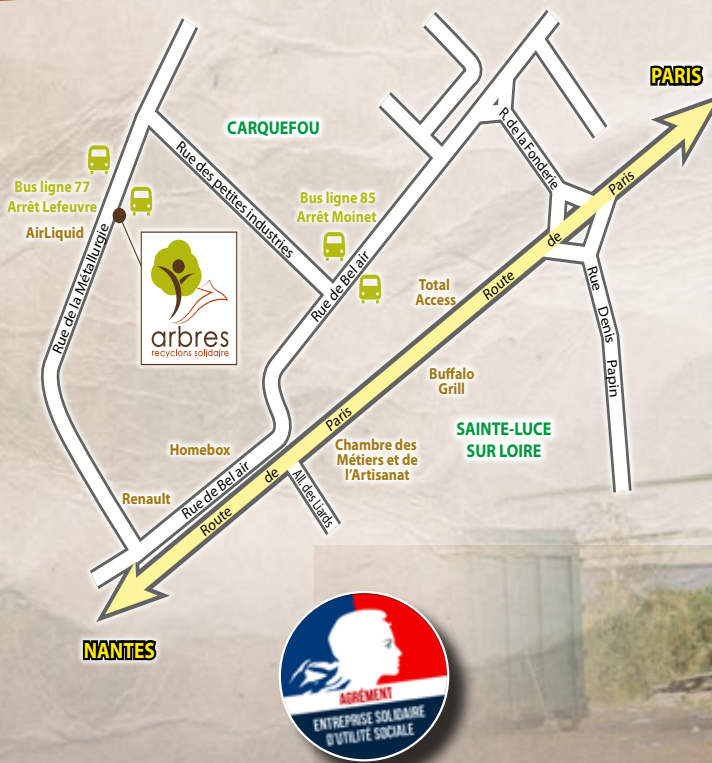 PARIS
CARQUEFOU
R. de la Fonderie
Rue des petites industries
Bus ligne 77
Arrêt Lefeuvre
AirLiquid
Bus ligne 85
Arrêt Moinet
Rue de la Métallurgie
arbres
recyclons solidaire
Rue de Bel air
Total
Access
Route de Paris
Rue Denis Papin
Buffalo
Grill
SAINTE-LUCE
SUR LOIRE
Chambre des
Métiers et de
l'Artisanat
Homebox
Renault
Rue de Bel air
Route de Paris
All. des Liards
NANTES
AGRÉMENT
ENTREPRISE SOLIDAIRE
D'UTILITÉ SOCIALE